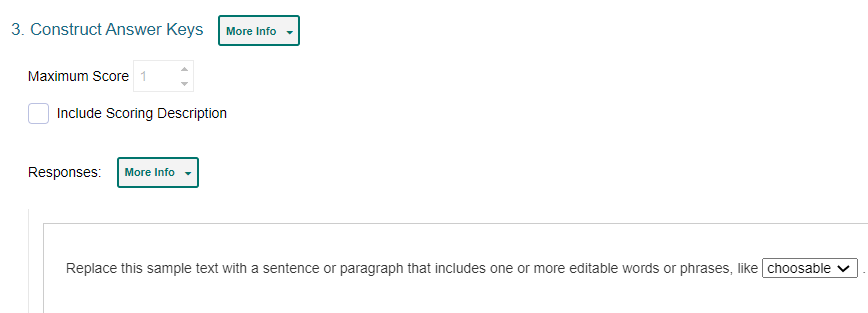 3. Construct Answer Keys More Info
Maximum Score 1
Include Scoring Description
Responses: More Info
Replace this sample text with a sentence or paragraph that includes one or more editable words or phrases, like choosable .